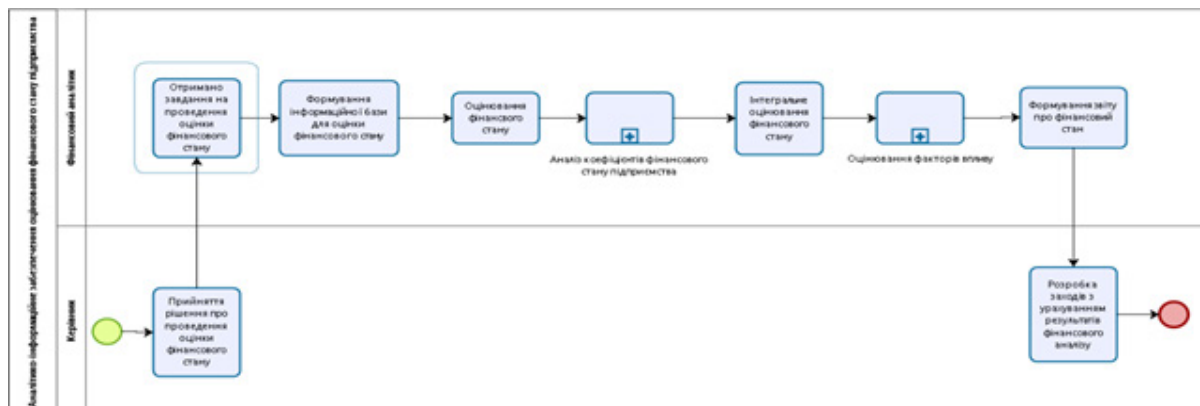 Аналітико-інформаційне забезпечення оцінювання фінансового стану підприємства
Фінансовий аналітик
Отримано
завдання на
проведення
оцінки
фінансового
стану
Формування
інформаційної бази
для оцінки
фінансового стану
Оцінювання
фінансвого
стану
Аналіз коефіцієнтів фінансового
стану підприємства
Інтегральне
оцінювання
фінансового
стану
Оцінювання факторів впливу
Формування звіту
про фінансовий
стан
Керівник
Прийняття
рішення про
проведення
оцінки
фінансового
стану
Розробка
заходів з
урахуванням
результатів
фінансового
аналізу